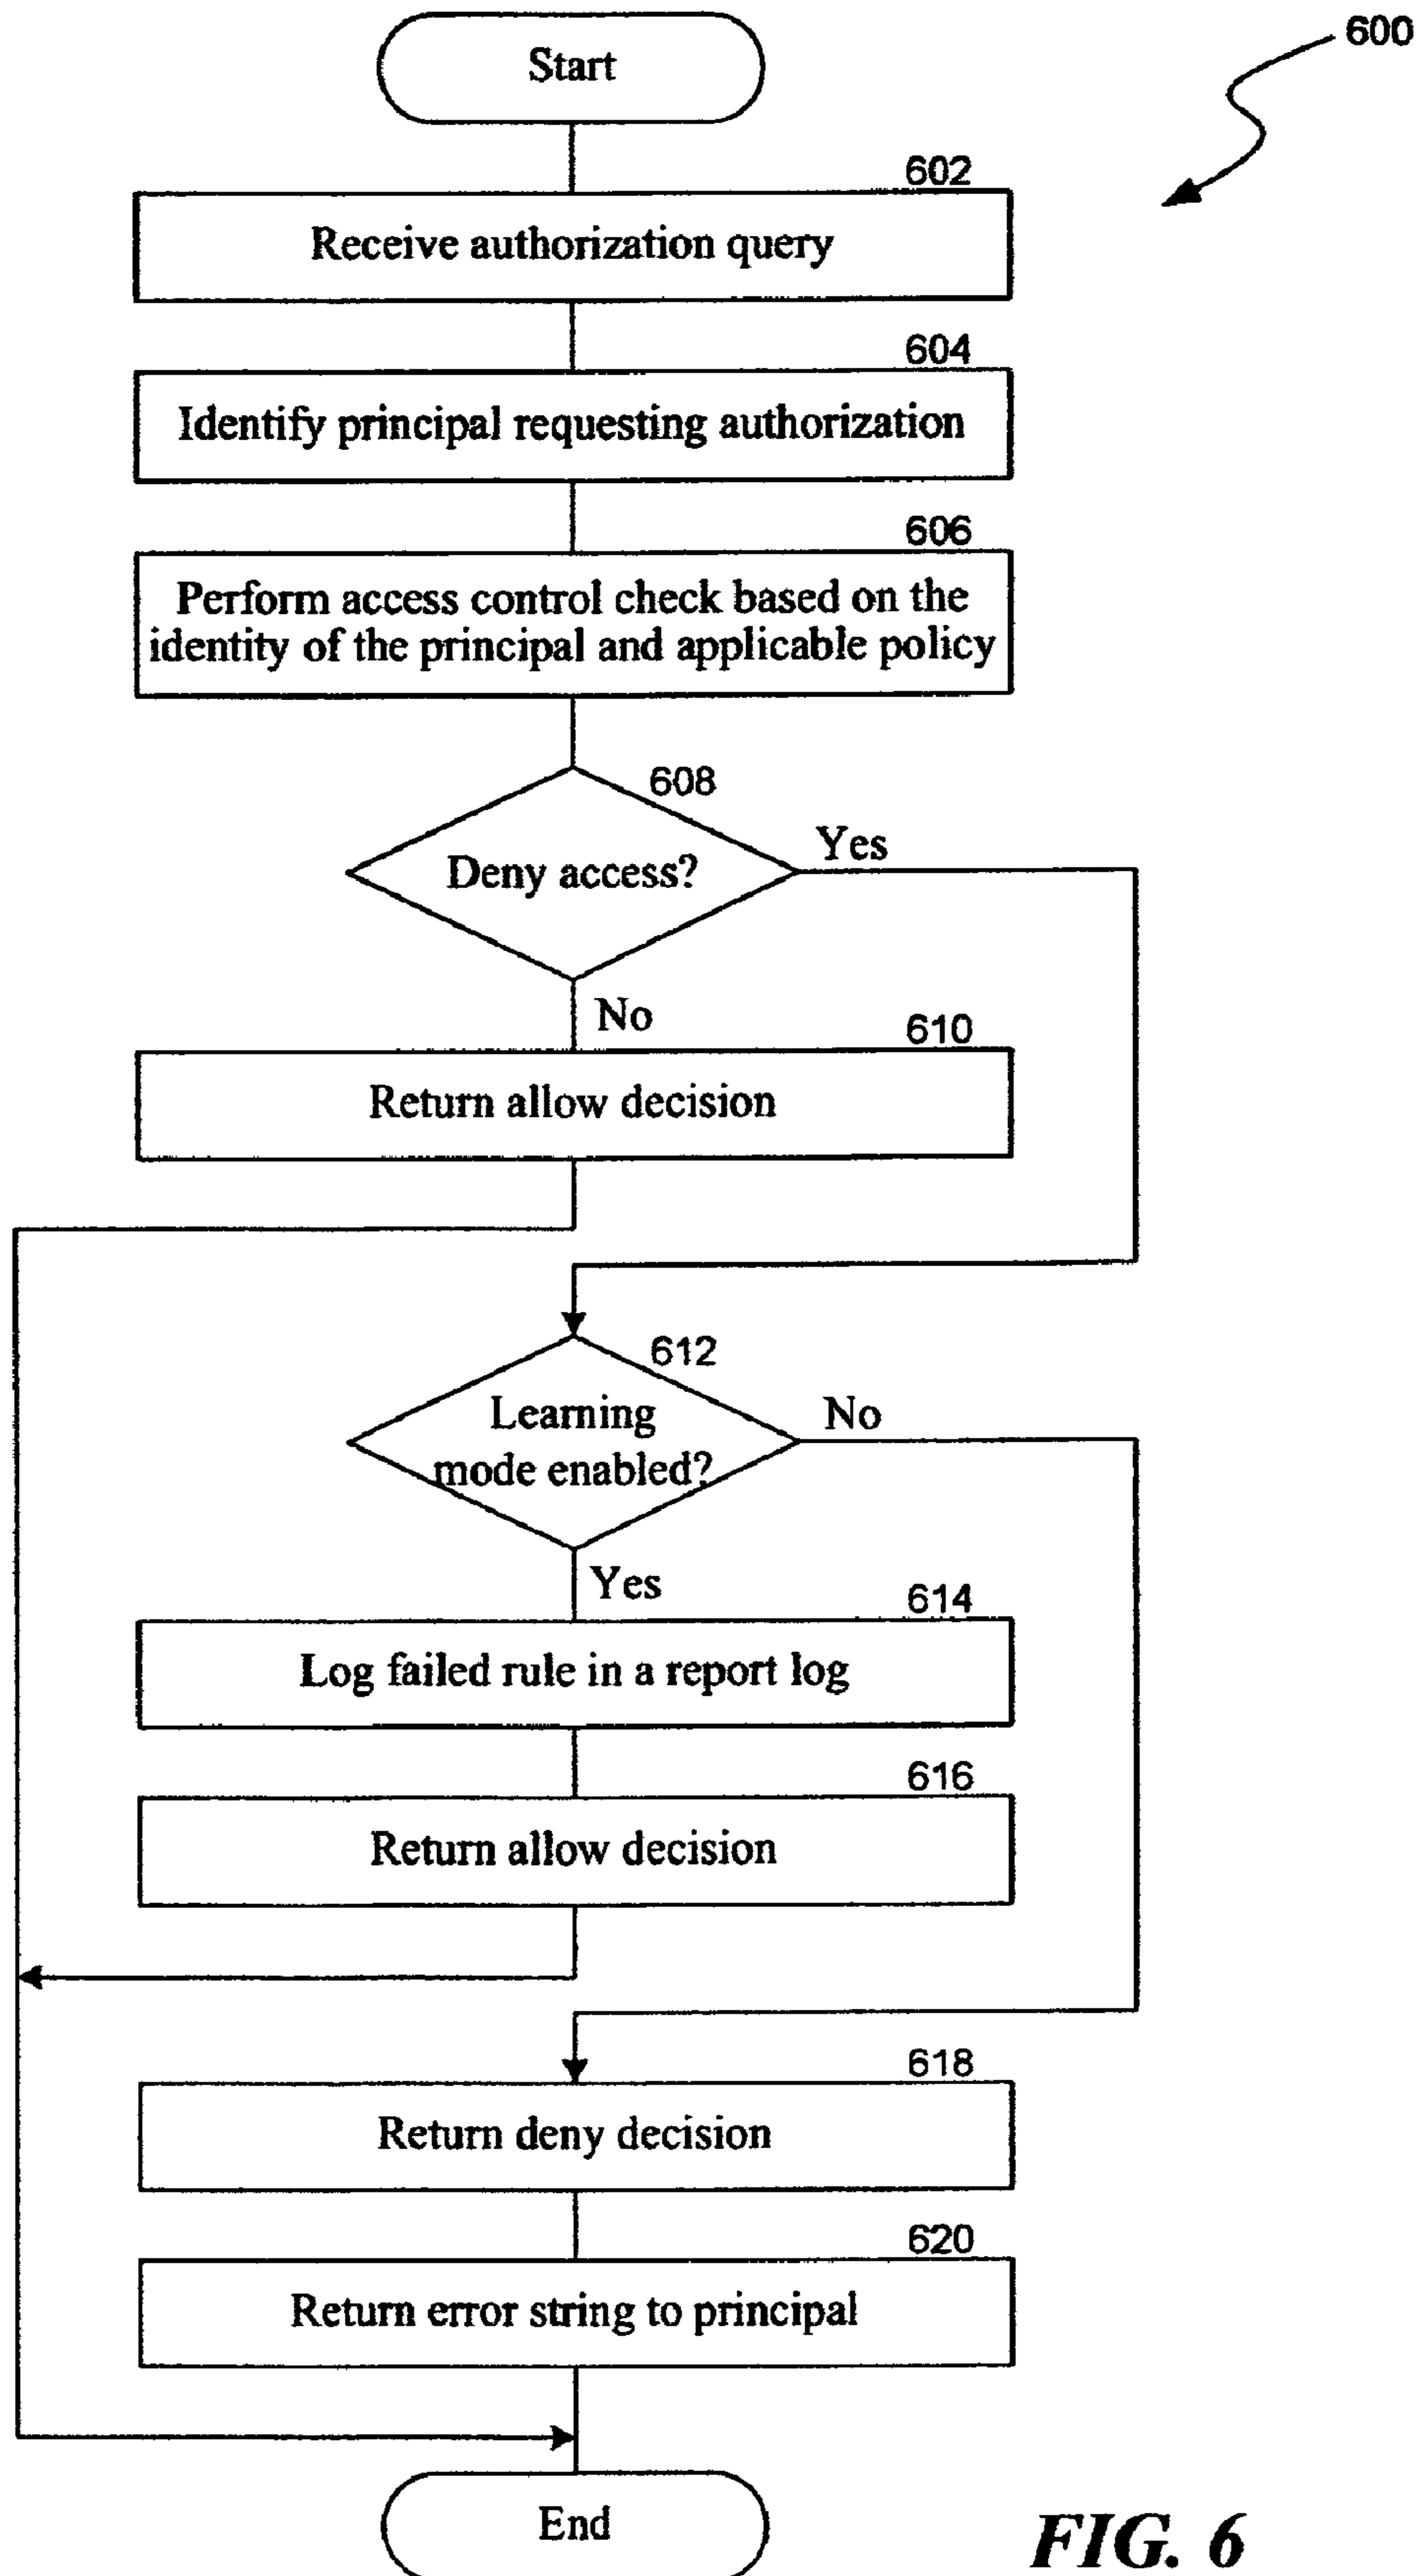 600
Start
602
Receive authorization query
604
Identify principal requesting authorization
606
Perform access control check based on the
identity of the principal and applicable policy
608
Deny access?
Yes
No
610
Return allow decision
612
Learning
mode enabled?
No
Yes
614
Log failed rule in a report log
616
Return allow decision
618
Return deny decision
620
Return error string to principal
End
FIG. 6